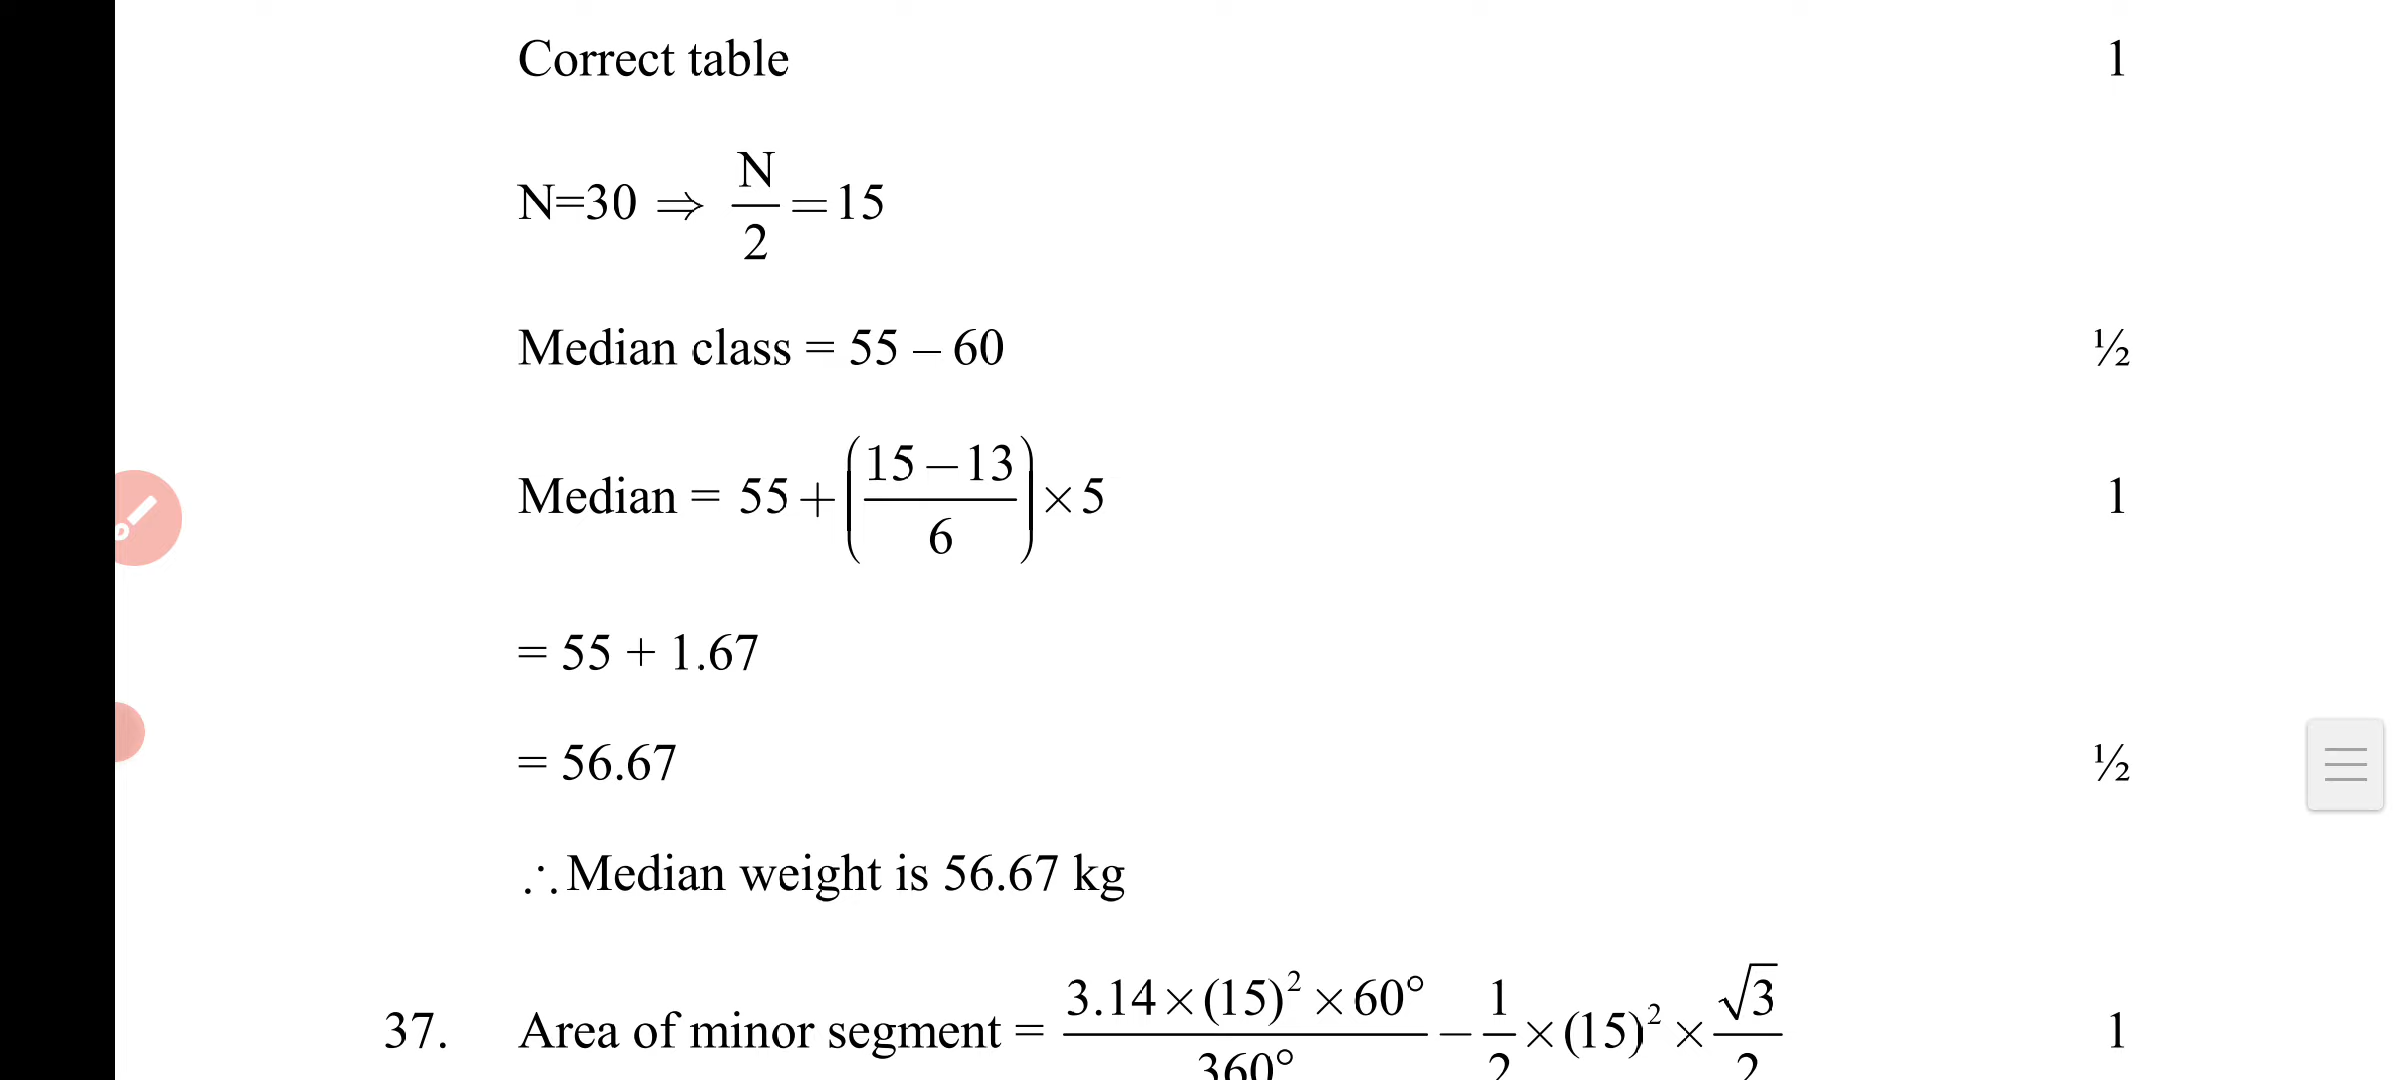 Correct table 1
N=30 ⇒ N/2 = 15
Median class = 55 – 60 ½
Median = 55 + ((15 − 13)/6) × 5 1
= 55 + 1.67
= 56.67 ½
∴ Median weight is 56.67 kg
37. Area of minor segment = (3.14 × (15)² × 60°)/360° − 1/2 × (15)² × √3/2 1